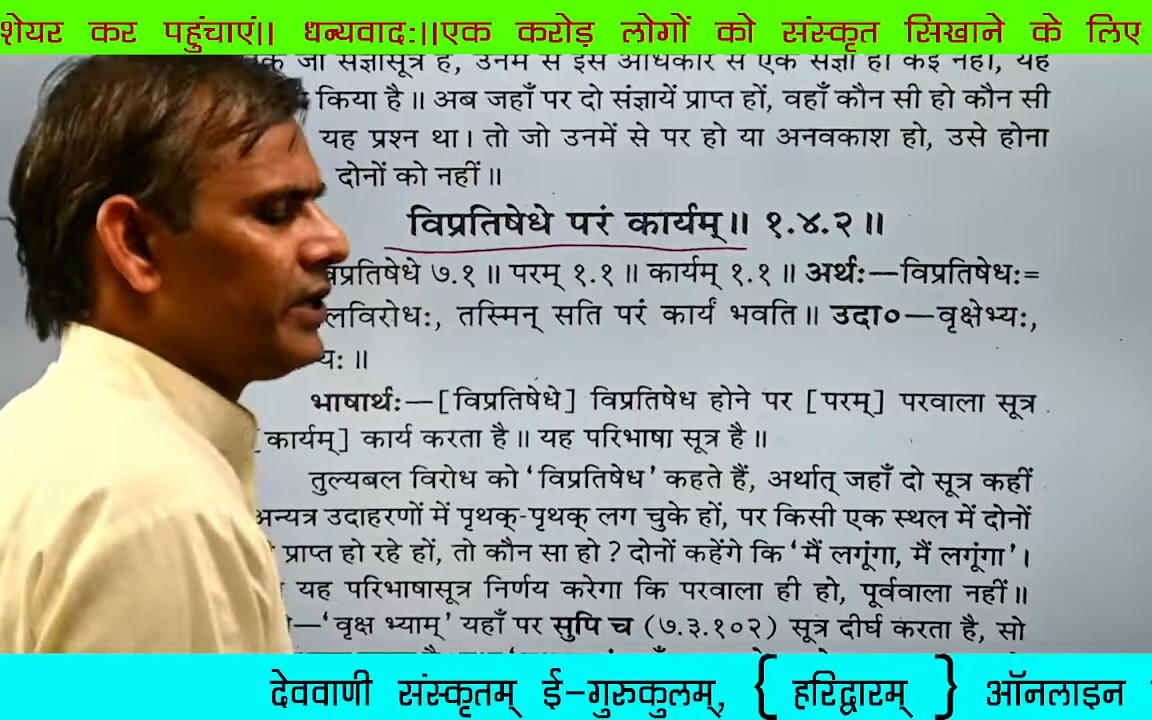 शेयर कर पहुंचाएं॥ धन्यवादः॥एक करोड़ लोगों को संस्कृत सिखाने के लिए
जो संज्ञासूत्र हैं, उनमें से इस अधिकार से एक संज्ञा हो कई नहीं, यह
किया है॥ अब जहाँ पर दो संज्ञायें प्राप्त हों, वहाँ कौन सी हो कौन सी
यह प्रश्न था। तो जो उनमें से पर हो या अनवकाश हो, उसे होना
दोनों को नहीं॥
विप्रतिषेधे परं कार्यम्॥ १.४.२॥
विप्रतिषेधे ७.१॥ परम् १.१॥ कार्यम् १.१॥ अर्थः—विप्रतिषेधः=
लविरोधः, तस्मिन् सति परं कार्यं भवति॥ उदा०—वृक्षेभ्यः,
यः॥
भाषार्थः—[विप्रतिषेधे] विप्रतिषेध होने पर [परम्] परवाला सूत्र
[कार्यम्] कार्य करता है॥ यह परिभाषा सूत्र है॥
तुल्यबल विरोध को 'विप्रतिषेध' कहते हैं, अर्थात् जहाँ दो सूत्र कहीं
अन्यत्र उदाहरणों में पृथक्-पृथक् लग चुके हों, पर किसी एक स्थल में दोनों
प्राप्त हो रहे हों, तो कौन सा हो? दोनों कहेंगे कि 'मैं लगूंगा, मैं लगूंगा'।
यह परिभाषासूत्र निर्णय करेगा कि परवाला ही हो, पूर्ववाला नहीं॥
—'वृक्ष भ्याम्' यहाँ पर सुपि च (७.३.१०२) सूत्र दीर्घ करता है, सो
देववाणी संस्कृतम् ई-गुरुकुलम्, { हरिद्वारम् } ऑनलाइन